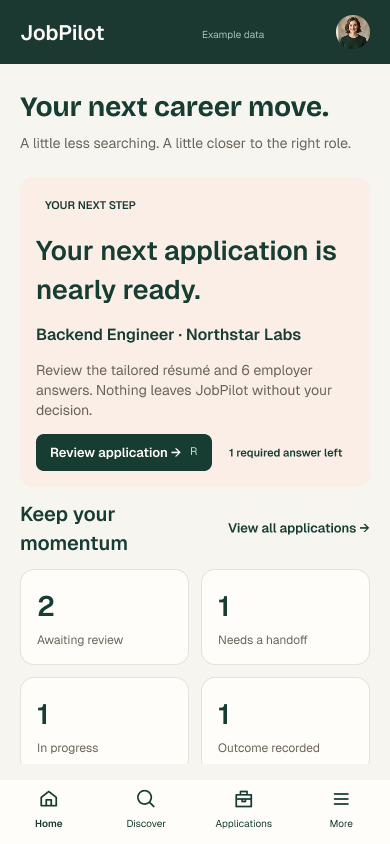 JobPilot
Example data
Your next career move.
A little less searching. A little closer to the right role.
YOUR NEXT STEP
Your next application is
nearly ready.
Backend Engineer · Northstar Labs
Review the tailored résumé and 6 employer
answers. Nothing leaves JobPilot without your
decision.
Review application → R
1 required answer left
Keep your
momentum
View all applications →
2
Awaiting review
1
Needs a handoff
1
In progress
1
Outcome recorded
Home
Discover
Applications
More